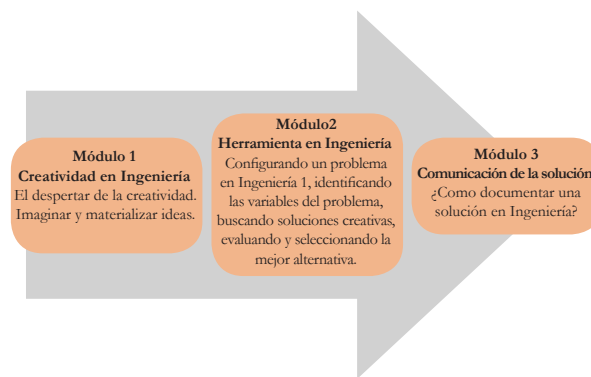 Módulo 1
Creatividad en Ingeniería
El despertar de la creatividad.
Imaginar y materializar ideas.
Módulo2
Herramienta en Ingeniería
Configurando un problema
en Ingeniería 1, identificando
las variables del problema,
buscando soluciones creativas,
evaluando y seleccionando la
mejor alternativa.
Módulo 3
Comunicación de la solución
¿Como documentar una
solución en Ingeniería?